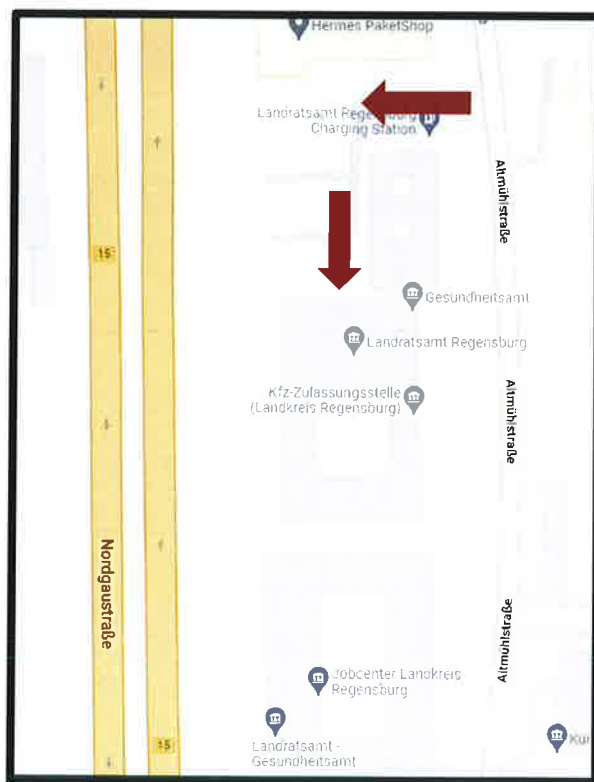 Hermes PaketShop
Landratsamt Regensburg
Charging Station
Altmühlstraße
15
Gesundheitsamt
Landratsamt Regensburg
Kfz-Zulassungsstelle
(Landkreis Regensburg)
Altmühlstraße
Nordgaustraße
Altmühlstraße
Jobcenter Landkreis
Regensburg
15
Landratsamt -
Gesundheitsamt